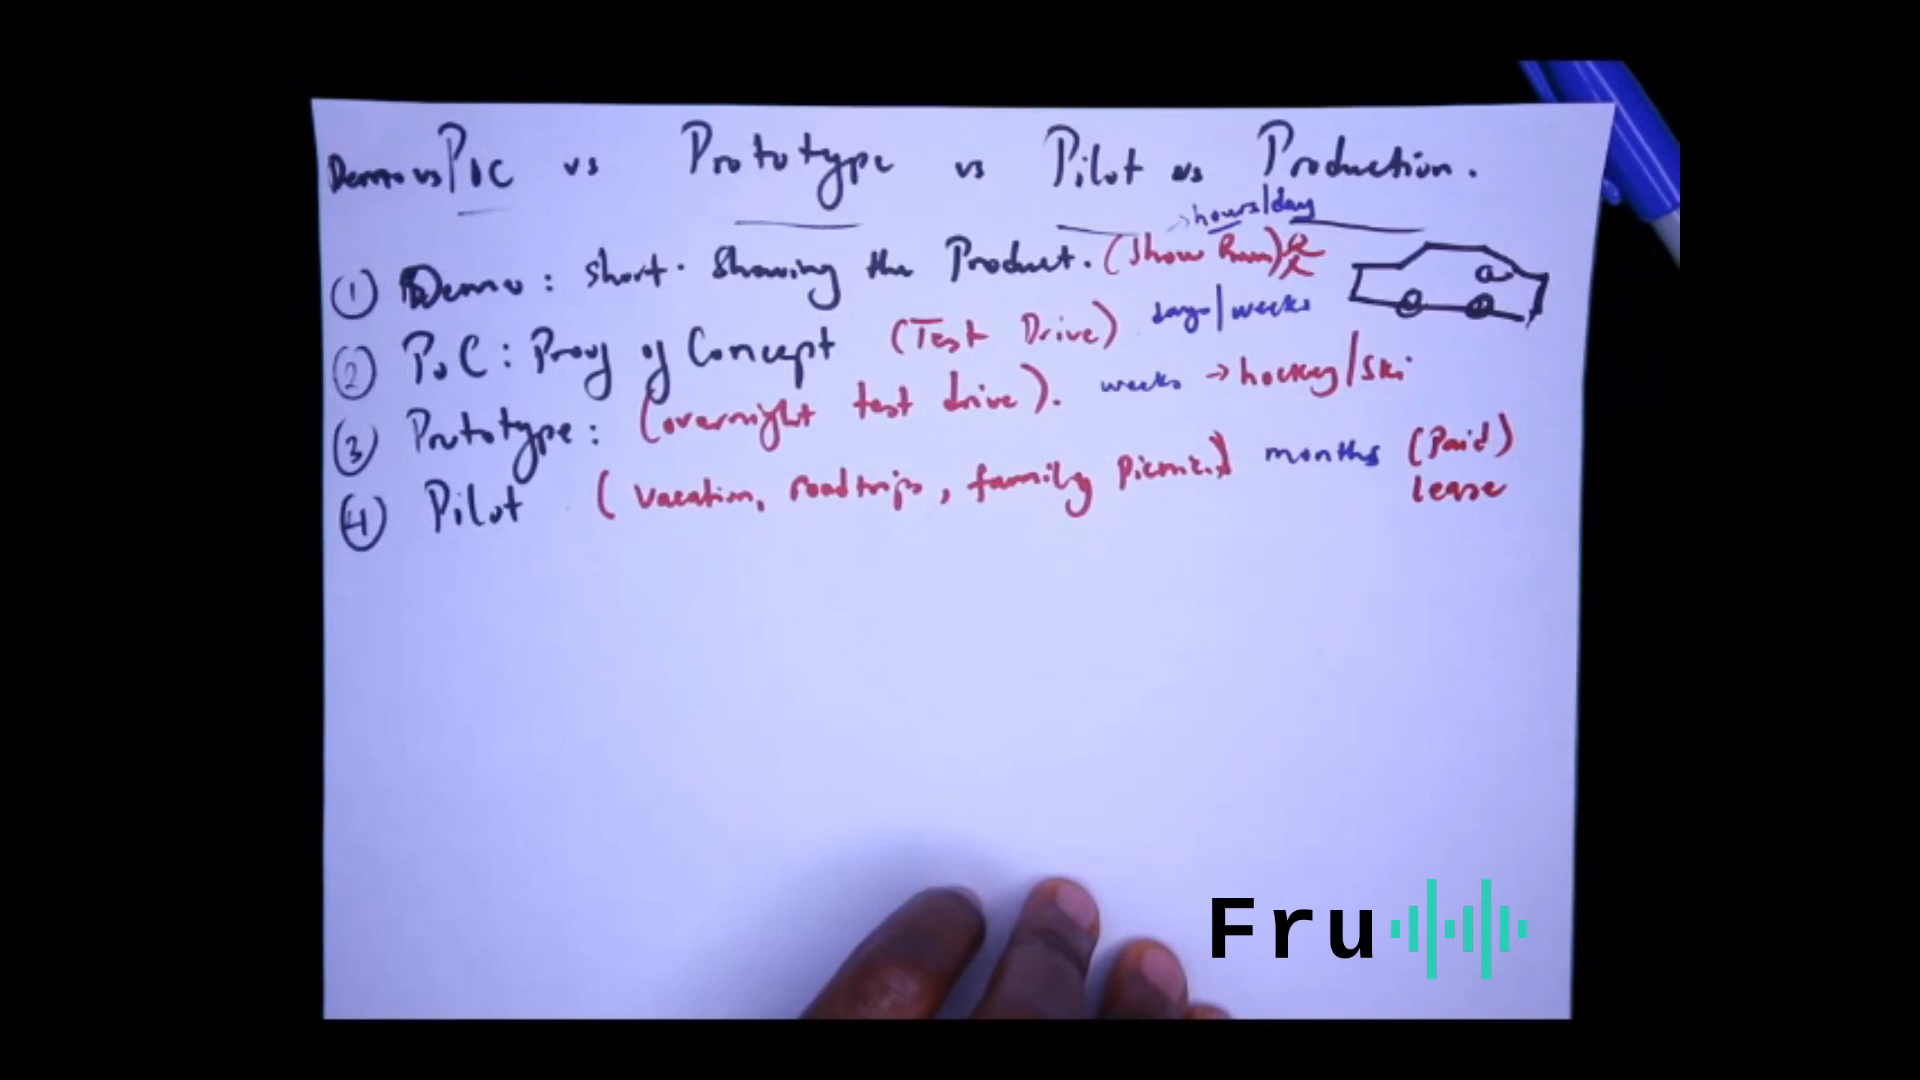 Demo vs PoC vs Prototype vs Pilot vs Production.
→ hours/day
① Demo: short. Showing the Product. (Show Room)
② PoC: Proof of Concept (Test Drive) days/weeks
③ Prototype: (overnight test drive). weeks → hockey/Ski
④ Pilot (vacation, roadtrips, family picnic) months (Paid)
lease
Fru